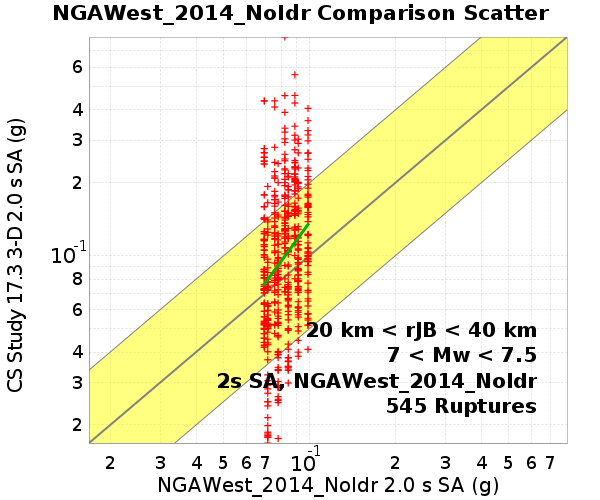 NGAWest_2014_NoIdr Comparison Scatter
CS Study 17.3 3-D 2.0 s SA (g)
6
4
3
2
10-1
8
6
4
3
2
20 km < rJB < 40 km
7 < Mw < 7.5
2s SA, NGAWest_2014_NoIdr
545 Ruptures
2 3 4 5 6 7 10-1 2 3 4 5 6 7
NGAWest_2014_NoIdr 2.0 s SA (g)